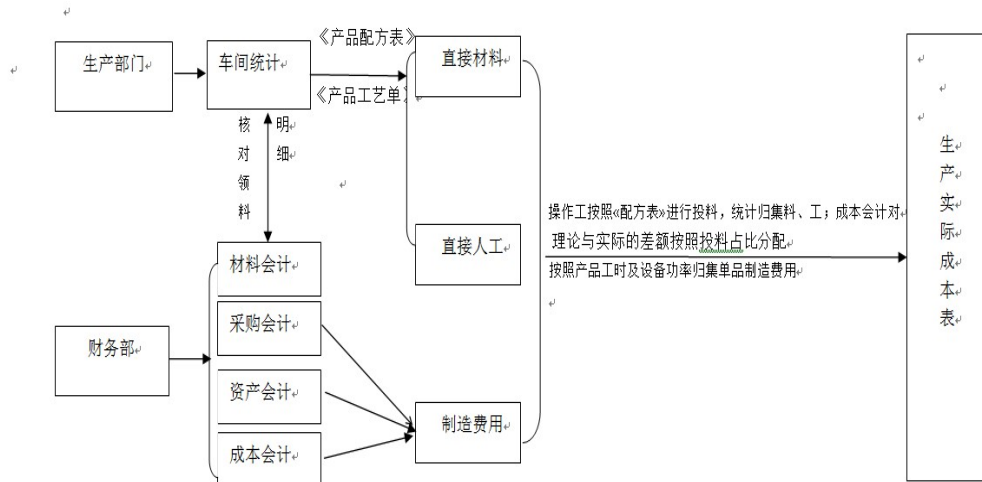 生产部门
车间统计
《产品配方表》
《产品工艺单》
直接材料
核对领料
明细
直接人工
操作工按照«配方表»进行投料，统计归集料、工；成本会计对
理论与实际的差额按照投料占比分配
按照产品工时及设备功率归集单品制造费用
生产实际成本表
财务部
材料会计
采购会计
资产会计
成本会计
制造费用